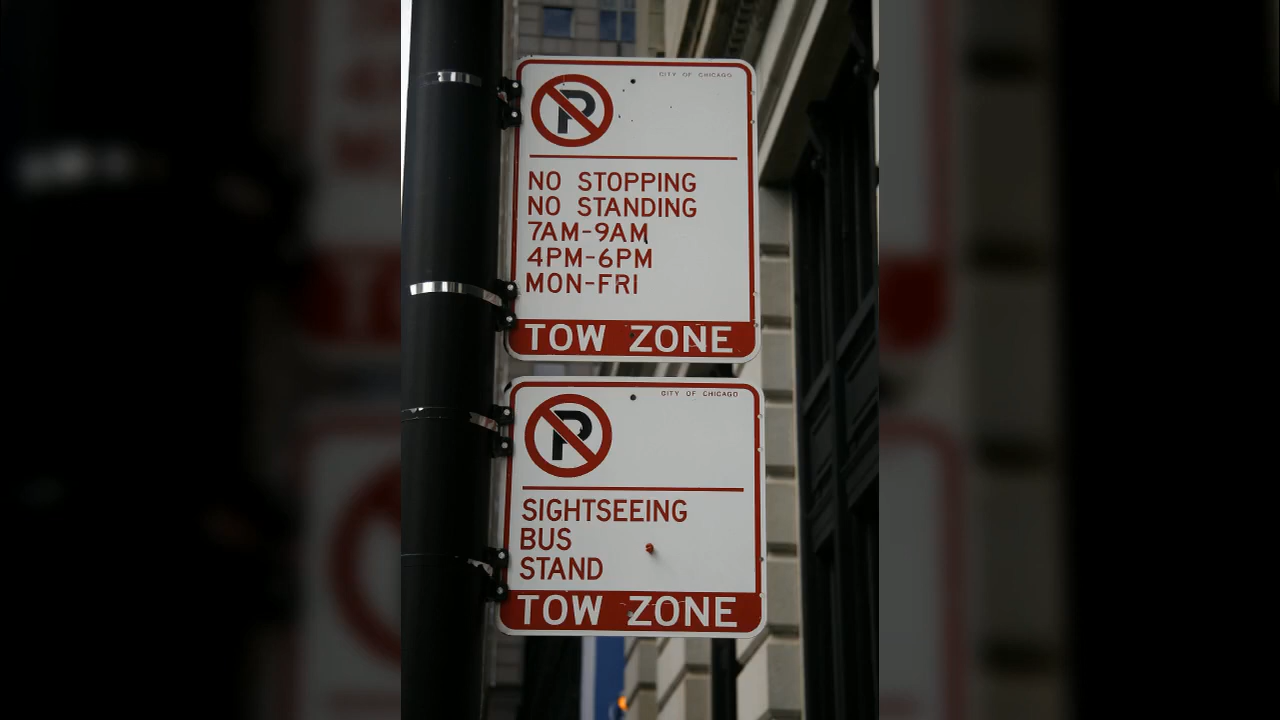 CITY OF CHICAGO
P
NO STOPPING
NO STANDING
7AM-9AM
4PM-6PM
MON-FRI
TOW ZONE
CITY OF CHICAGO
P
SIGHTSEEING
BUS
STAND
TOW ZONE